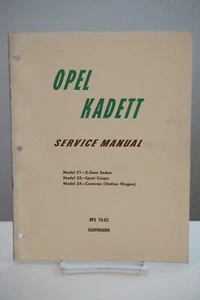 OPEL
KADETT
SERVICE MANUAL
Model 31—2-Door Sedan
Model 32—Sport Coupe
Model 34—Caravan (Station Wagon)
SUSPENSION